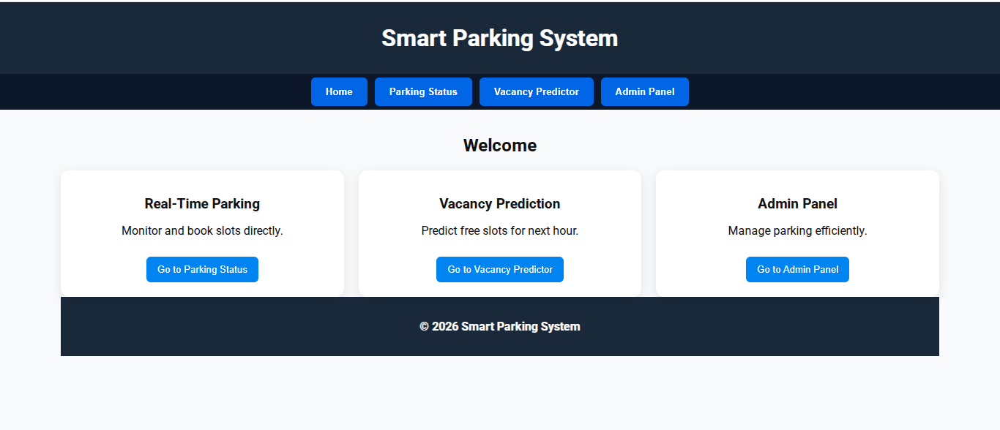 Smart Parking System
Home Parking Status Vacancy Predictor Admin Panel
Welcome
Real-Time Parking
Monitor and book slots directly.
Go to Parking Status
Vacancy Prediction
Predict free slots for next hour.
Go to Vacancy Predictor
Admin Panel
Manage parking efficiently.
Go to Admin Panel
© 2026 Smart Parking System